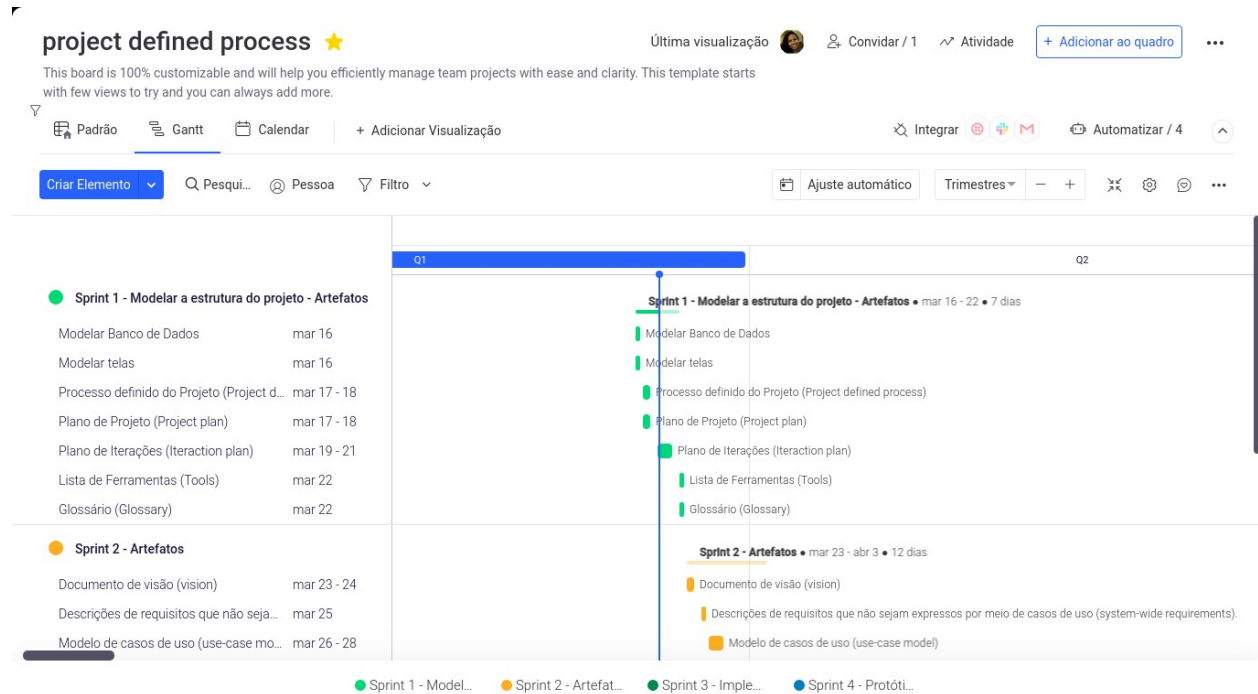 project defined process
Última visualização
Convidar / 1
Atividade
+ Adicionar ao quadro
This board is 100% customizable and will help you efficiently manage team projects with ease and clarity. This template starts
with few views to try and you can always add more.
Padrão
Gantt
Calendar
+ Adicionar Visualização
Integrar
Automatizar / 4
Criar Elemento
Pesqui...
Pessoa
Filtro
Ajuste automático
Trimestres
Q1
Q2
Sprint 1 - Modelar a estrutura do projeto - Artefatos
Sprint 1 - Modelar a estrutura do projeto - Artefatos • mar 16 - 22 • 7 dias
Modelar Banco de Dados mar 16
Modelar Banco de Dados
Modelar telas mar 16
Modelar telas
Processo definido do Projeto (Project d... mar 17 - 18
Processo definido do Projeto (Project defined process)
Plano de Projeto (Project plan) mar 17 - 18
Plano de Projeto (Project plan)
Plano de Iterações (Iteraction plan) mar 19 - 21
Plano de Iterações (Iteraction plan)
Lista de Ferramentas (Tools) mar 22
Lista de Ferramentas (Tools)
Glossário (Glossary) mar 22
Glossário (Glossary)
Sprint 2 - Artefatos
Sprint 2 - Artefatos • mar 23 - abr 3 • 12 dias
Documento de visão (vision) mar 23 - 24
Documento de visão (vision)
Descrições de requisitos que não seja... mar 25
Descrições de requisitos que não sejam expressos por meio de casos de uso (system-wide requirements).
Modelo de casos de uso (use-case mo... mar 26 - 28
Modelo de casos de uso (use-case model)
Sprint 1 - Model...
Sprint 2 - Artefat...
Sprint 3 - Imple...
Sprint 4 - Protóti...